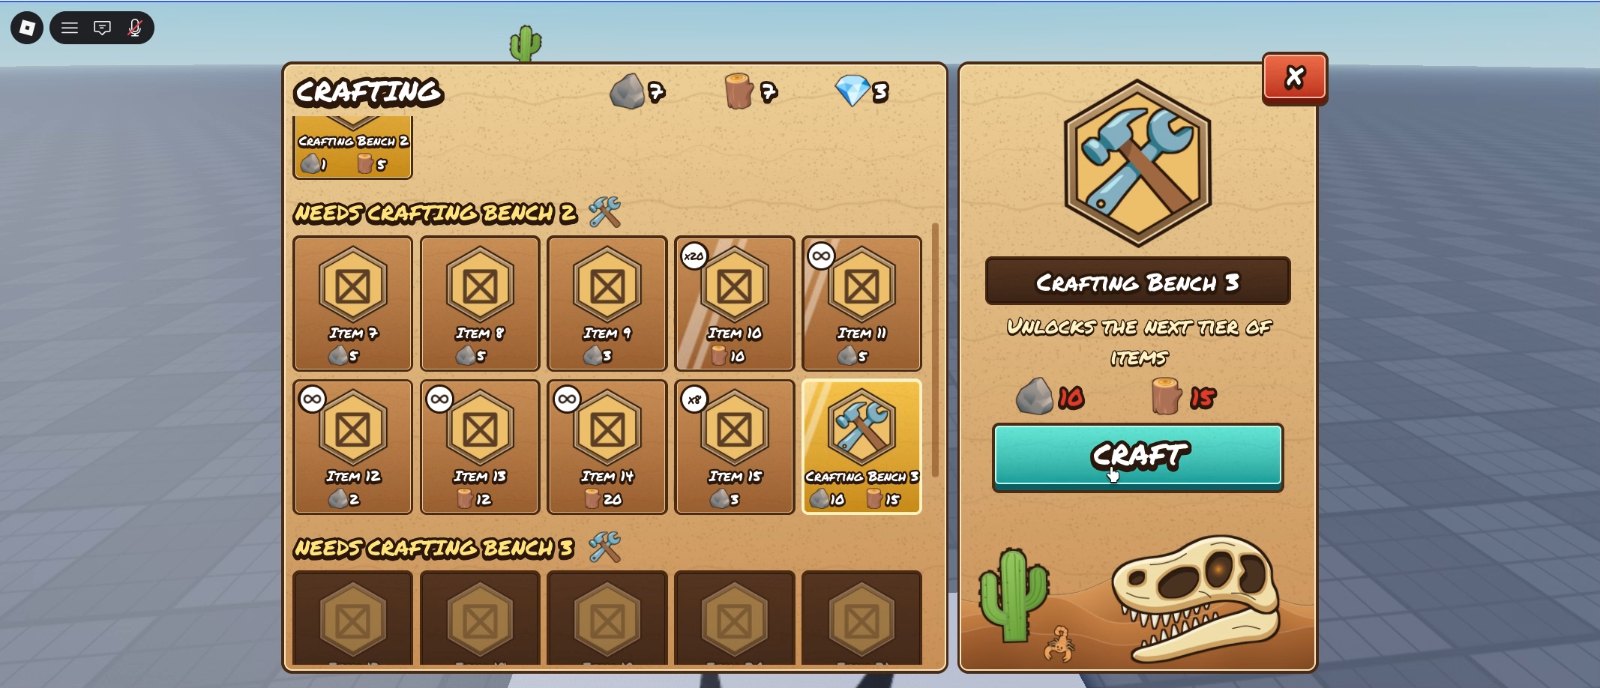 CRAFTING
7
7
3
X
CRAFTING BENCH 2
1
5
NEEDS CRAFTING BENCH 2
x20
∞
ITEM 7
ITEM 8
ITEM 9
ITEM 10
ITEM 11
5
5
3
10
5
∞
∞
∞
x8
ITEM 12
ITEM 13
ITEM 14
ITEM 15
CRAFTING BENCH 3
2
12
20
3
10
15
NEEDS CRAFTING BENCH 3
CRAFTING BENCH 3
UNLOCKS THE NEXT TIER OF
ITEMS
10
15
CRAFT